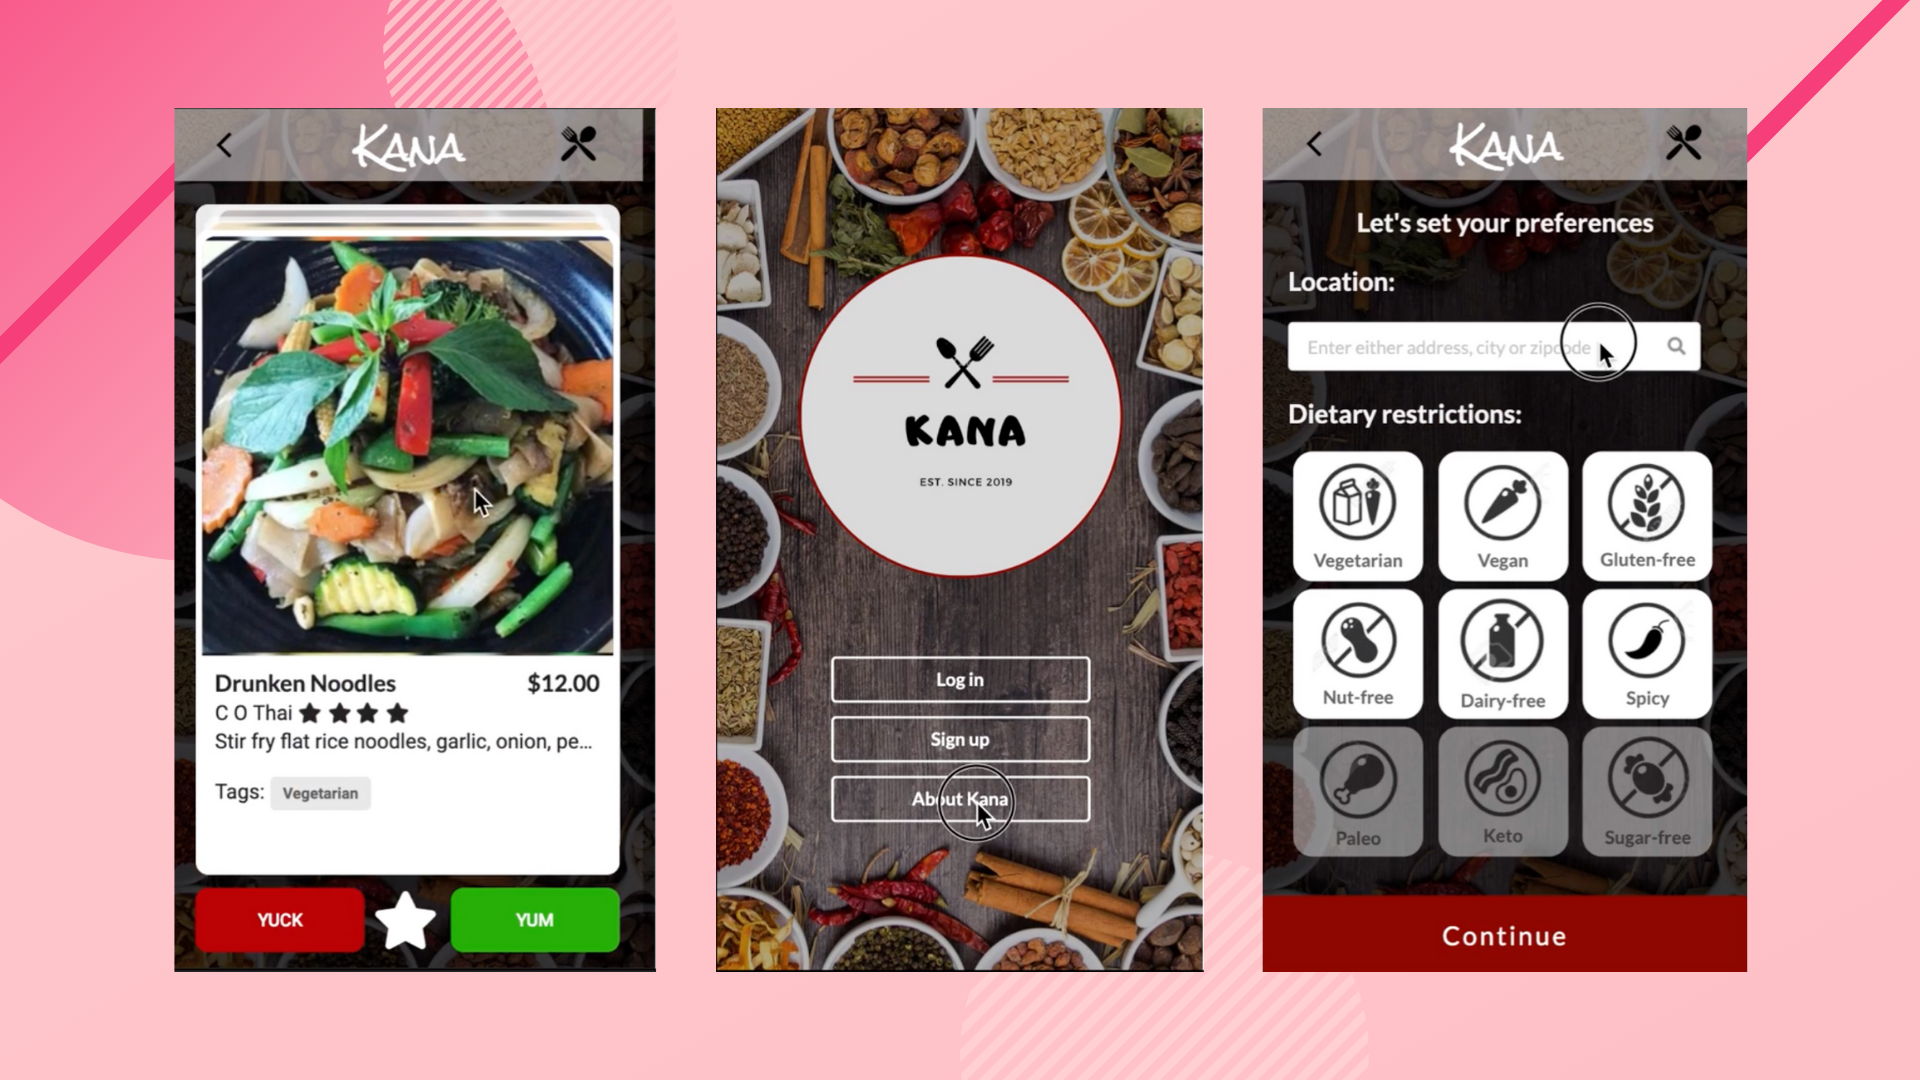 KANA
Drunken Noodles $12.00
C O Thai
Stir fry flat rice noodles, garlic, onion, pe...
Tags: Vegetarian
YUCK
YUM
KANA
EST. SINCE 2019
Log in
Sign up
About Kana
KANA
Let's set your preferences
Location:
Enter either address, city or zipcode
Dietary restrictions:
Vegetarian Vegan Gluten-free
Nut-free Dairy-free Spicy
Paleo Keto Sugar-free
Continue